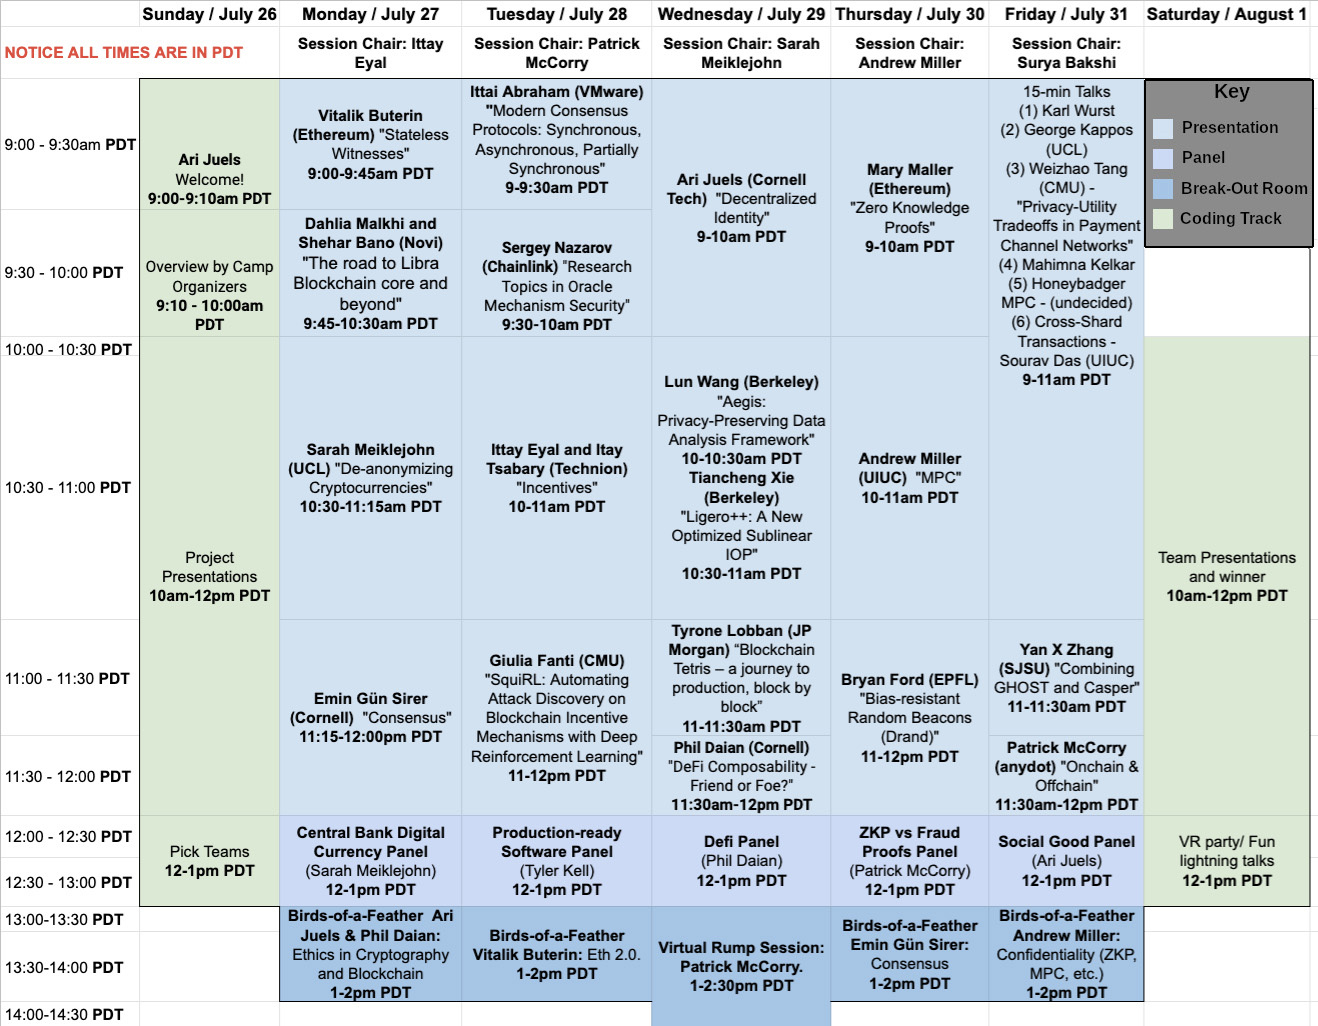 Sunday / July 26
Monday / July 27
Tuesday / July 28
Wednesday / July 29
Thursday / July 30
Friday / July 31
Saturday / August 1
NOTICE ALL TIMES ARE IN PDT
Session Chair: Ittay
Eyal
Session Chair: Patrick
McCorry
Session Chair: Sarah
Meiklejohn
Session Chair:
Andrew Miller
Session Chair:
Surya Bakshi
9:00 - 9:30am PDT
9:30 - 10:00 PDT
10:00 - 10:30 PDT
10:30 - 11:00 PDT
11:00 - 11:30 PDT
11:30 - 12:00 PDT
12:00 - 12:30 PDT
12:30 - 13:00 PDT
13:00-13:30 PDT
13:30-14:00 PDT
14:00-14:30 PDT
Ari Juels
Welcome!
9:00-9:10am PDT
Overview by Camp
Organizers
9:10 - 10:00am
PDT
Project
Presentations
10am-12pm PDT
Pick Teams
12-1pm PDT
Vitalik Buterin
(Ethereum) "Stateless
Witnesses"
9:00-9:45am PDT
Dahlia Malkhi and
Shehar Bano (Novi)
"The road to Libra
Blockchain core and
beyond"
9:45-10:30am PDT
Sarah Meiklejohn
(UCL) "De-anonymizing
Cryptocurrencies"
10:30-11:15am PDT
Emin Gün Sirer
(Cornell) "Consensus"
11:15-12:00pm PDT
Central Bank Digital
Currency Panel
(Sarah Meiklejohn)
12-1pm PDT
Birds-of-a-Feather Ari
Juels & Phil Daian:
Ethics in Cryptography
and Blockchain
1-2pm PDT
Ittai Abraham (VMware)
"Modern Consensus
Protocols: Synchronous,
Asynchronous, Partially
Synchronous"
9-9:30am PDT
Sergey Nazarov
(Chainlink) "Research
Topics in Oracle
Mechanism Security"
9:30-10am PDT
Ittay Eyal and Itay
Tsabary (Technion)
"Incentives"
10-11am PDT
Giulia Fanti (CMU)
"SquiRL: Automating
Attack Discovery on
Blockchain Incentive
Mechanisms with Deep
Reinforcement Learning"
11-12pm PDT
Production-ready
Software Panel
(Tyler Kell)
12-1pm PDT
Birds-of-a-Feather
Vitalik Buterin: Eth 2.0.
1-2pm PDT
Ari Juels (Cornell
Tech) "Decentralized
Identity"
9-10am PDT
Lun Wang (Berkeley)
"Aegis:
Privacy-Preserving Data
Analysis Framework"
10-10:30am PDT
Tiancheng Xie
(Berkeley)
"Ligero++: A New
Optimized Sublinear
IOP"
10:30-11am PDT
Tyrone Lobban (JP
Morgan) “Blockchain
Tetris – a journey to
production, block by
block”
11-11:30am PDT
Phil Daian (Cornell)
"DeFi Composability -
Friend or Foe?"
11:30am-12pm PDT
Defi Panel
(Phil Daian)
12-1pm PDT
Virtual Rump Session:
Patrick McCorry.
1-2:30pm PDT
Mary Maller
(Ethereum)
"Zero Knowledge
Proofs"
9-10am PDT
Andrew Miller
(UIUC) "MPC"
10-11am PDT
Bryan Ford (EPFL)
"Bias-resistant
Random Beacons
(Drand)"
11-12pm PDT
ZKP vs Fraud
Proofs Panel
(Patrick McCorry)
12-1pm PDT
Birds-of-a-Feather
Emin Gün Sirer:
Consensus
1-2pm PDT
15-min Talks
(1) Karl Wurst
(2) George Kappos
(UCL)
(3) Weizhao Tang
(CMU) -
"Privacy-Utility
Tradeoffs in Payment
Channel Networks"
(4) Mahimna Kelkar
(5) Honeybadger
MPC - (undecided)
(6) Cross-Shard
Transactions -
Sourav Das (UIUC)
9-11am PDT
Yan X Zhang
(SJSU) "Combining
GHOST and Casper"
11-11:30am PDT
Patrick McCorry
(anydot) "Onchain &
Offchain"
11:30am-12pm PDT
Social Good Panel
(Ari Juels)
12-1pm PDT
Birds-of-a-Feather
Andrew Miller:
Confidentiality (ZKP,
MPC, etc.)
1-2pm PDT
Key
Presentation
Panel
Break-Out Room
Coding Track
Team Presentations
and winner
10am-12pm PDT
VR party/ Fun
lightning talks
12-1pm PDT